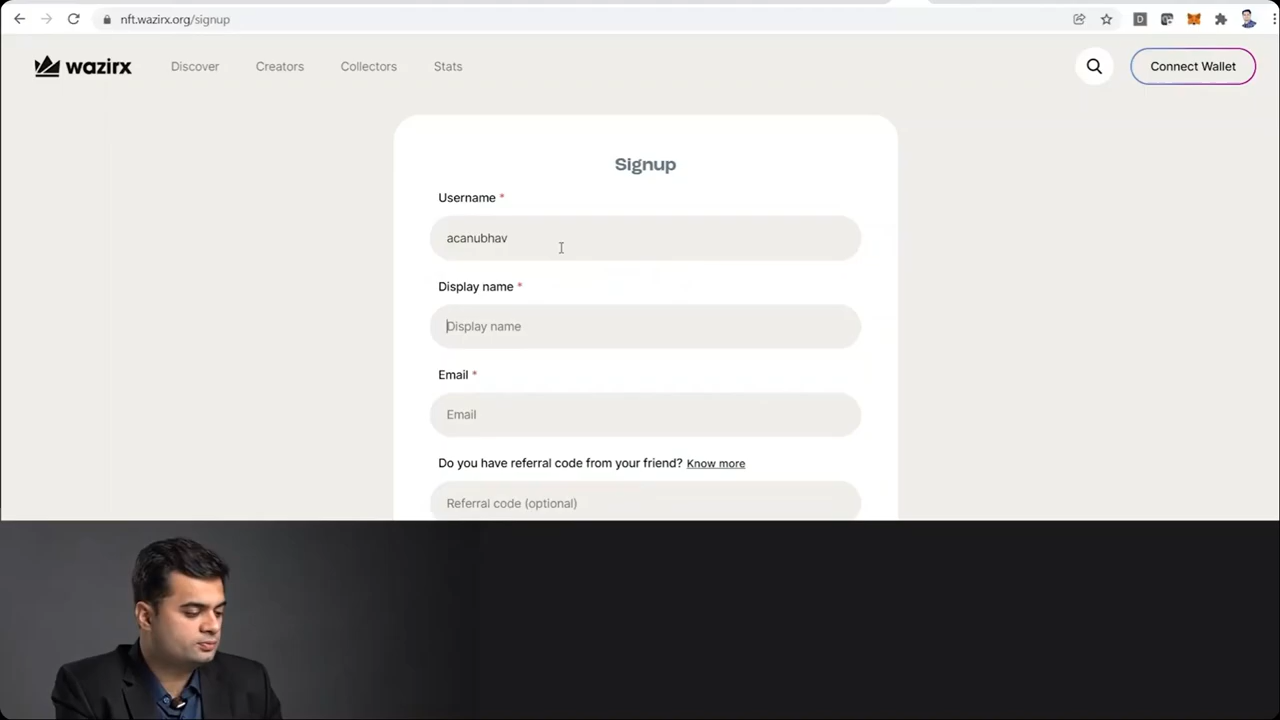 nft.wazirx.org/signup
wazirx
Discover
Creators
Collectors
Stats
Connect Wallet
Signup
Username *
acanubhav
Display name *
Display name
Email *
Email
Do you have referral code from your friend? Know more
Referral code (optional)